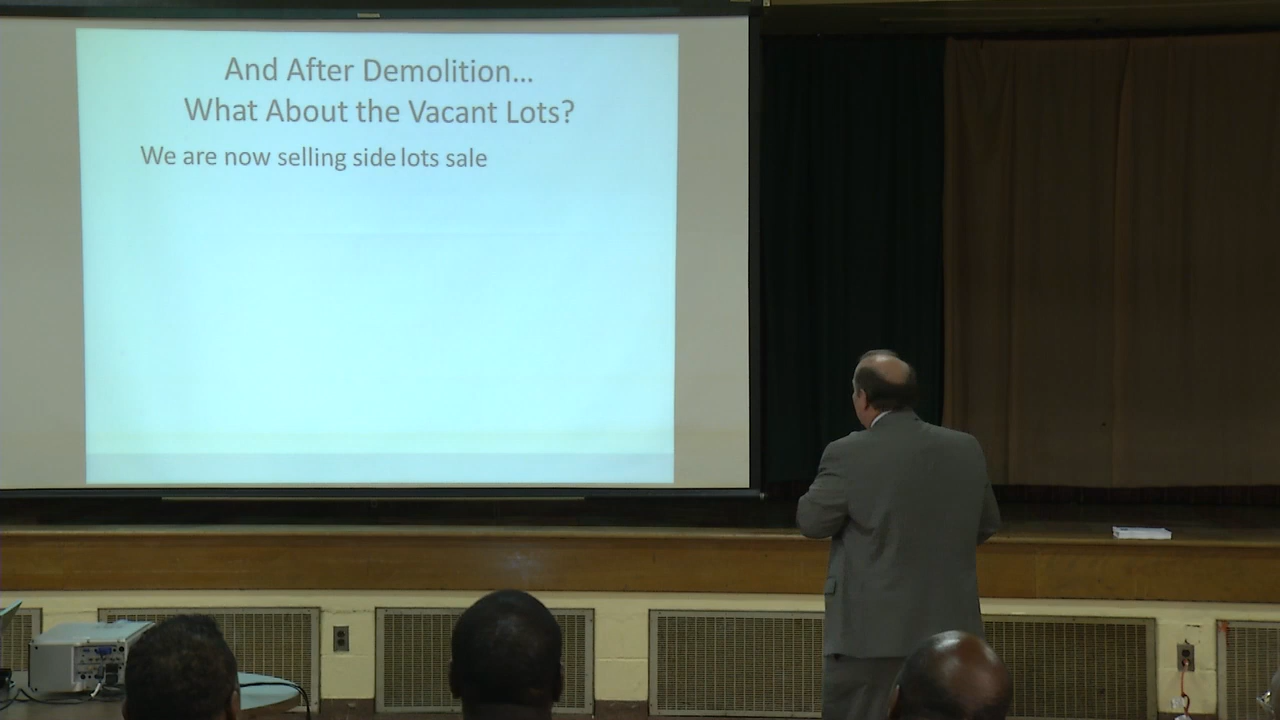 And After Demolition...
What About the Vacant Lots?
We are now selling side lots sale